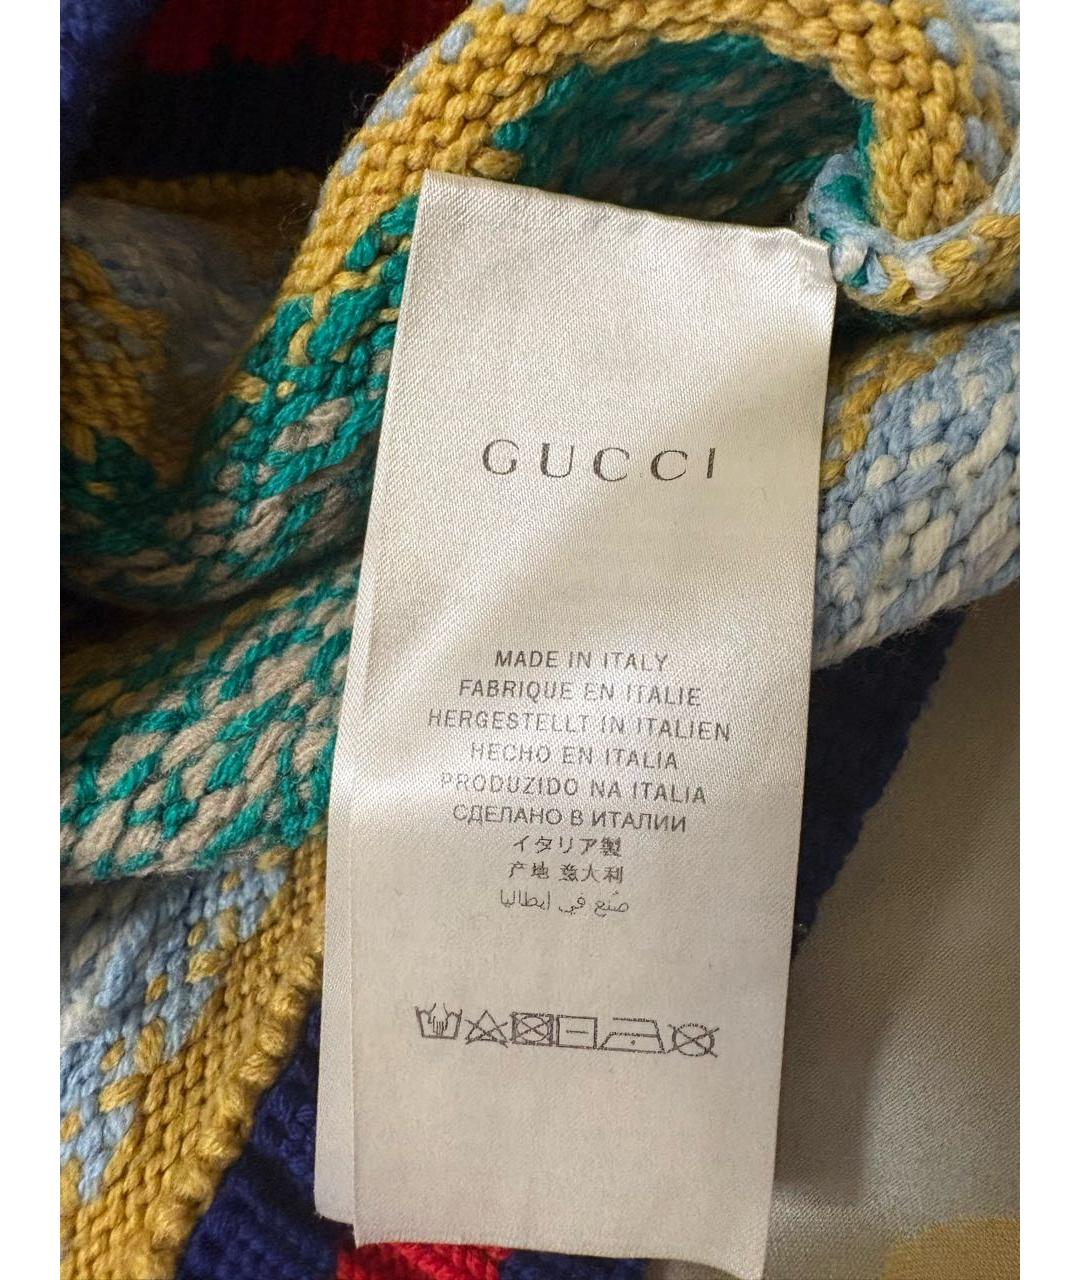 GUCCI
MADE IN ITALY
FABRIQUE EN ITALIE
HERGESTELLT IN ITALIEN
HECHO EN ITALIA
PRODUZIDO NA ITALIA
СДЕЛАНО В ИТАЛИИ
イタリア製
产地 意大利
صنع في ايطاليا